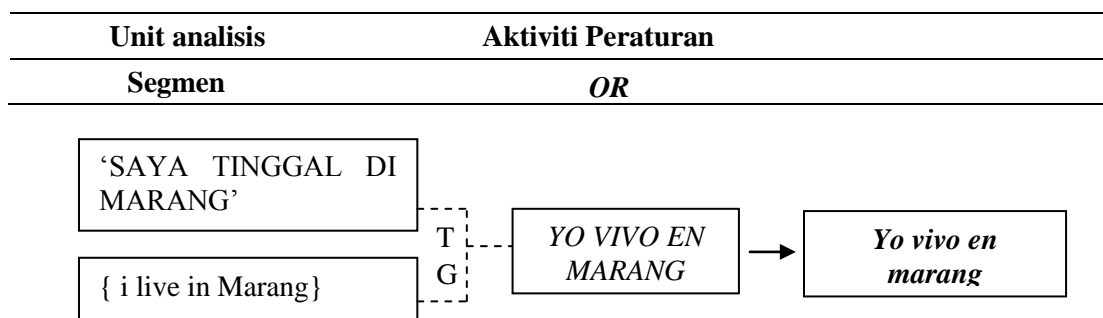 Unit analisis Aktiviti Peraturan
Segmen OR
‘SAYA TINGGAL DI
MARANG’
{ i live in Marang}
T
G
YO VIVO EN
MARANG
Yo vivo en
marang